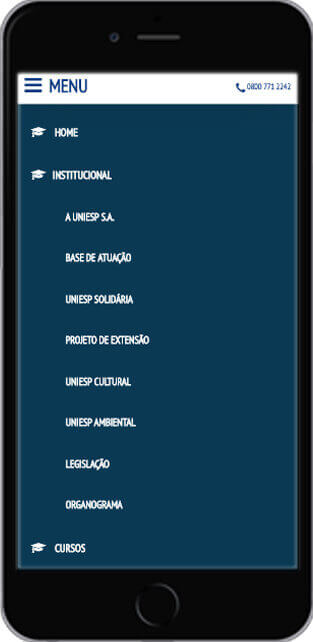 MENU 0800 771 2242
HOME
INSTITUCIONAL
A UNIESP S.A.
BASE DE ATUAÇÃO
UNIESP SOLIDÁRIA
PROJETO DE EXTENSÃO
UNIESP CULTURAL
UNIESP AMBIENTAL
LEGISLAÇÃO
ORGANOGRAMA
CURSOS